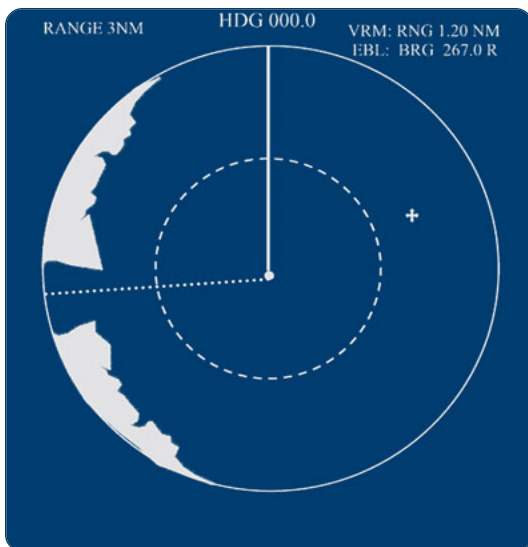 RANGE 3NM
HDG 000.0
VRM: RNG 1.20 NM
EBL: BRG 267.0 R